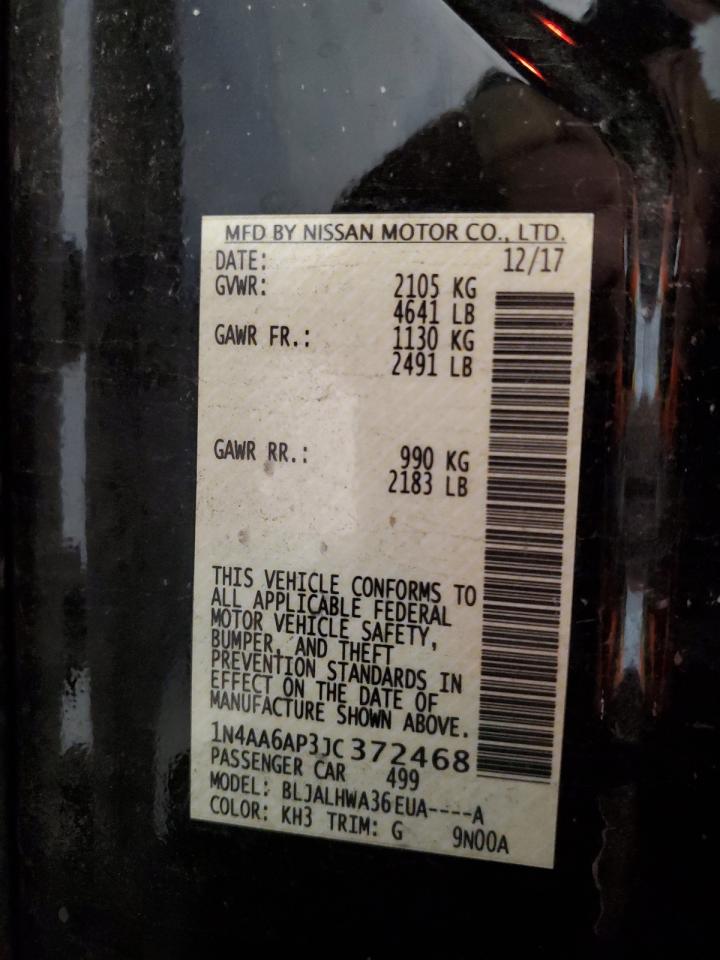 MFD BY NISSAN MOTOR CO., LTD.
DATE: 12/17
GVWR: 2105 KG
4641 LB
GAWR FR.: 1130 KG
2491 LB
GAWR RR.: 990 KG
2183 LB
THIS VEHICLE CONFORMS TO
ALL APPLICABLE FEDERAL
MOTOR VEHICLE SAFETY,
BUMPER, AND THEFT
PREVENTION STANDARDS IN
EFFECT ON THE DATE OF
MANUFACTURE SHOWN ABOVE.
1N4AA6AP3JC372468
PASSENGER CAR 499
MODEL: BLJALHWA36EUA----A
COLOR: KH3 TRIM: G 9N00A